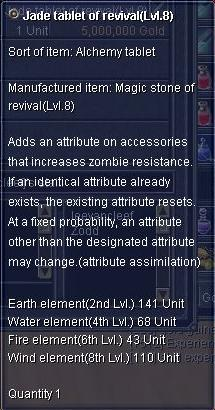 Jade tablet of revival(Lvl.8)
1 Unit 5,000,000 Gold
Sort of item: Alchemy tablet
Manufactured item: Magic stone of
revival(Lvl.8)
Adds an attribute on accessories
that increases zombie resistance.
If an identical attribute already
exists, the existing attribute resets.
At a fixed probability, an attribute
other than the designated attribute
may change.(attribute assimilation)
Earth element(2nd Lvl.) 141 Unit
Water element(4th Lvl.) 68 Unit
Fire element(6th Lvl.) 43 Unit
Wind element(8th Lvl.) 110 Unit
Quantity 1